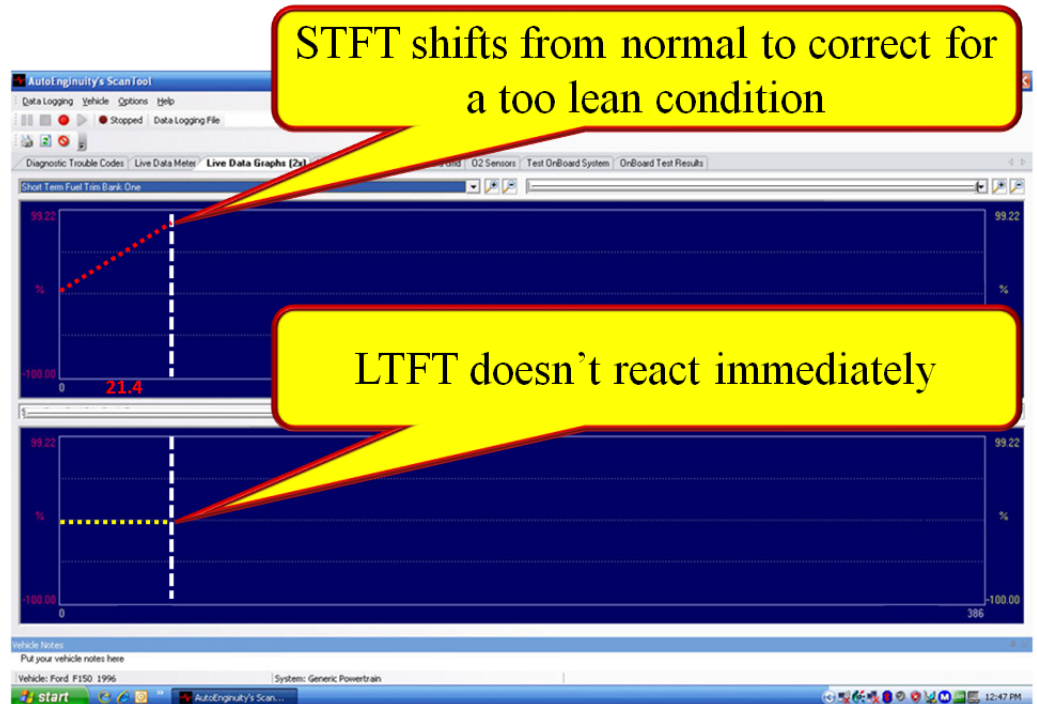 STFT shifts from normal to correct for
a too lean condition
AutoEnginuity's ScanTool
Data Logging Vehicle Options Help
Stopped Data Logging File
Diagnostic Trouble Codes Live Data Meter Live Data Graphs (2x) Grid O2 Sensors Test OnBoard System OnBoard Test Results
Short Term Fuel Trim Bank One
99.22 99.22
% %
LTFT doesn't react immediately
-100.00
0 21.4
99.22 99.22
% %
-100.00 -100.00
0 386
Vehicle Notes
Put your vehicle notes here
Vehicle: Ford F150 1996 System: Generic Powertrain
start AutoEnginuity's Scan... 12:47 PM